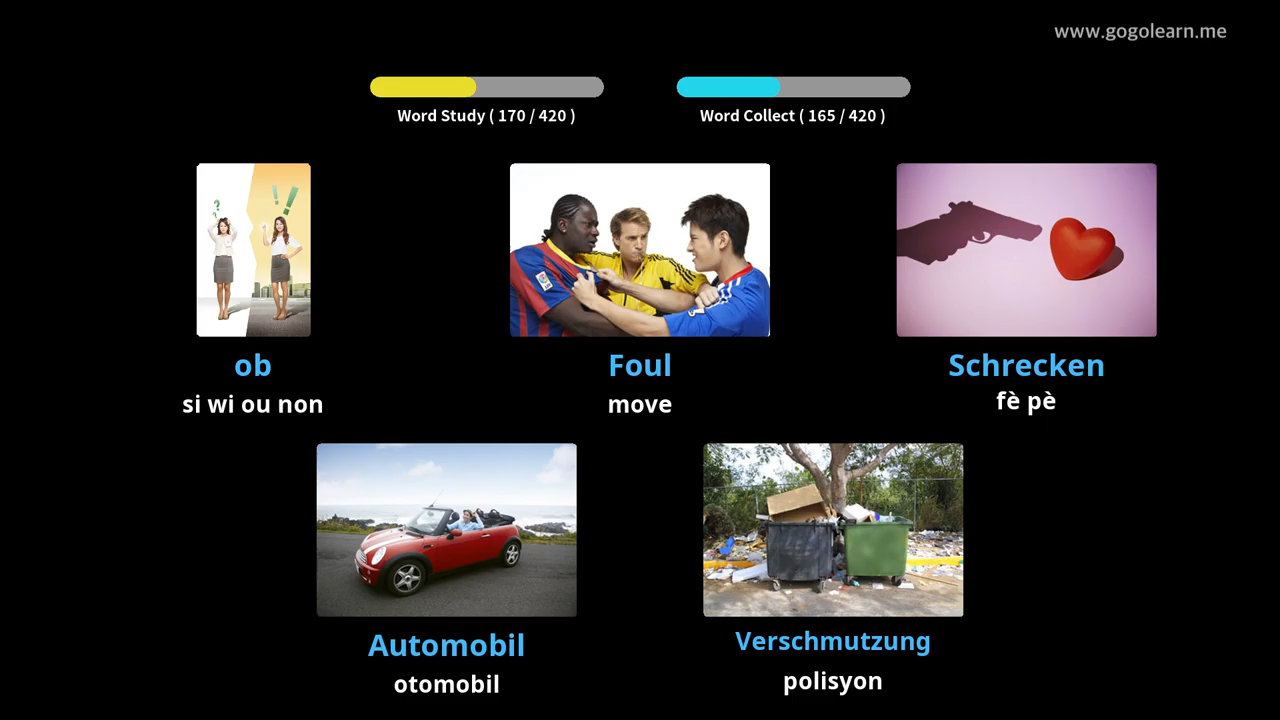 www.gogolearn.me
Word Study ( 170 / 420 )
Word Collect ( 165 / 420 )
ob
si wi ou non
Foul
move
Schrecken
fè pè
Automobil
otomobil
Verschmutzung
polisyon